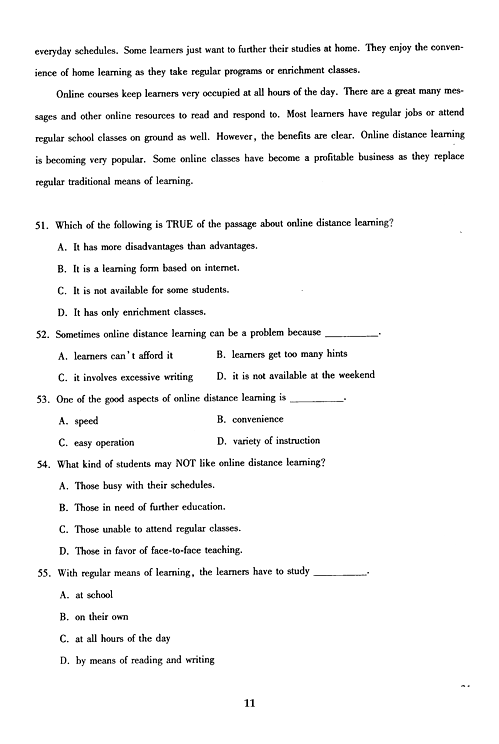 everyday schedules. Some learners just want to further their studies at home. They enjoy the conven-
ience of home learning as they take regular programs or enrichment classes.
Online courses keep learners very occupied at all hours of the day. There are a great many mes-
sages and other online resources to read and respond to. Most learners have regular jobs or attend
regular school classes on ground as well. However, the benefits are clear. Online distance learning
is becoming very popular. Some online classes have become a profitable business as they replace
regular traditional means of learning.
51. Which of the following is TRUE of the passage about online distance learning?
A. It has more disadvantages than advantages.
B. It is a learning form based on internet.
C. It is not available for some students.
D. It has only enrichment classes.
52. Sometimes online distance learning can be a problem because __________.
A. learners can't afford it B. learners get too many hints
C. it involves excessive writing D. it is not available at the weekend
53. One of the good aspects of online distance learning is __________.
A. speed B. convenience
C. easy operation D. variety of instruction
54. What kind of students may NOT like online distance learning?
A. Those busy with their schedules.
B. Those in need of further education.
C. Those unable to attend regular classes.
D. Those in favor of face-to-face teaching.
55. With regular means of learning, the learners have to study __________.
A. at school
B. on their own
C. at all hours of the day
D. by means of reading and writing
11